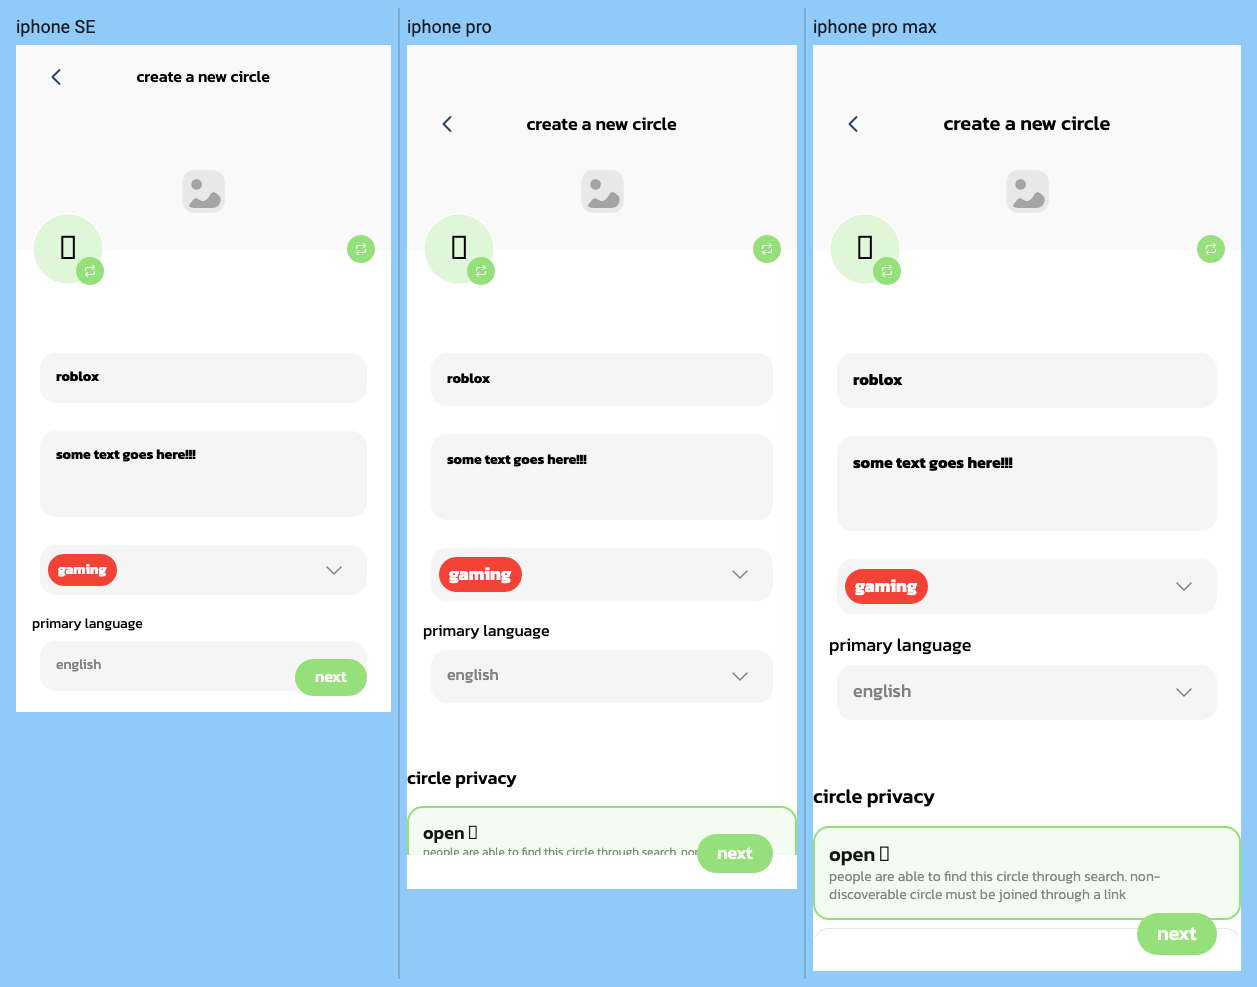 iphone SE
create a new circle
roblox
some text goes here!!!
gaming
primary language
english
next
iphone pro
create a new circle
roblox
some text goes here!!!
gaming
primary language
english
circle privacy
open
people are able to find this circle through search. non
next
iphone pro max
create a new circle
roblox
some text goes here!!!
gaming
primary language
english
circle privacy
open
people are able to find this circle through search. non-
discoverable circle must be joined through a link
next